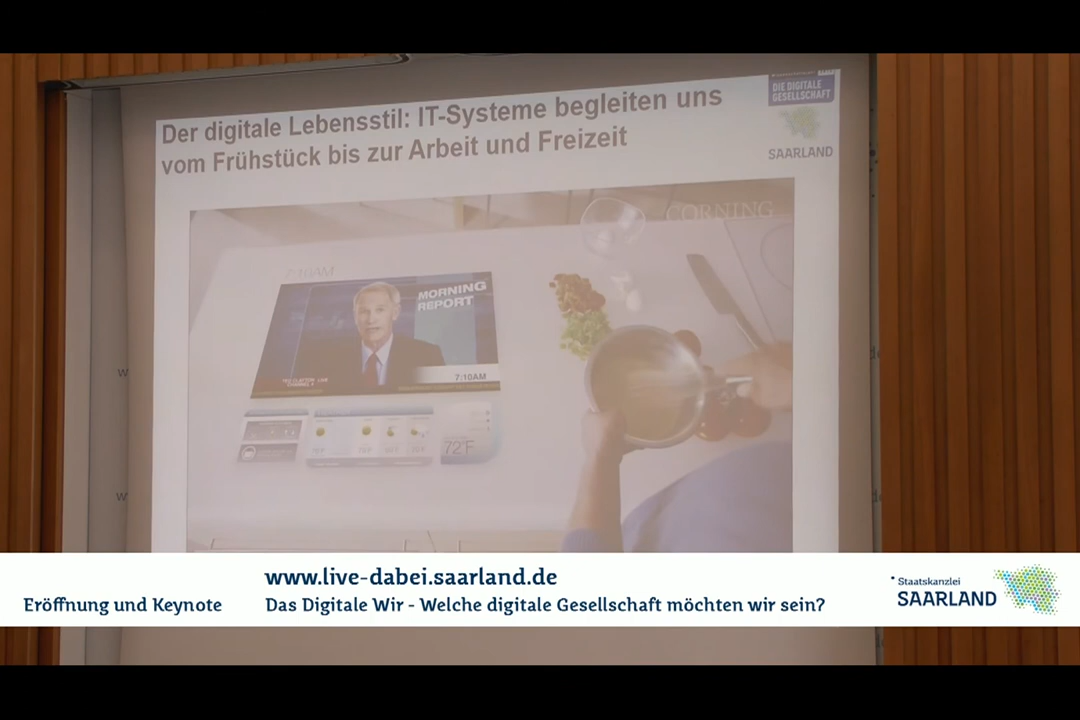 Der digitale Lebensstil: IT-Systeme begleiten uns
vom Frühstück bis zur Arbeit und Freizeit
DIE DIGITALE
GESELLSCHAFT
SAARLAND
CORNING
7:10AM
MORNING
REPORT
7:10AM
72°F
w
w
www.live-dabei.saarland.de
Eröffnung und Keynote
Das Digitale Wir - Welche digitale Gesellschaft möchten wir sein?
Staatskanzlei
SAARLAND